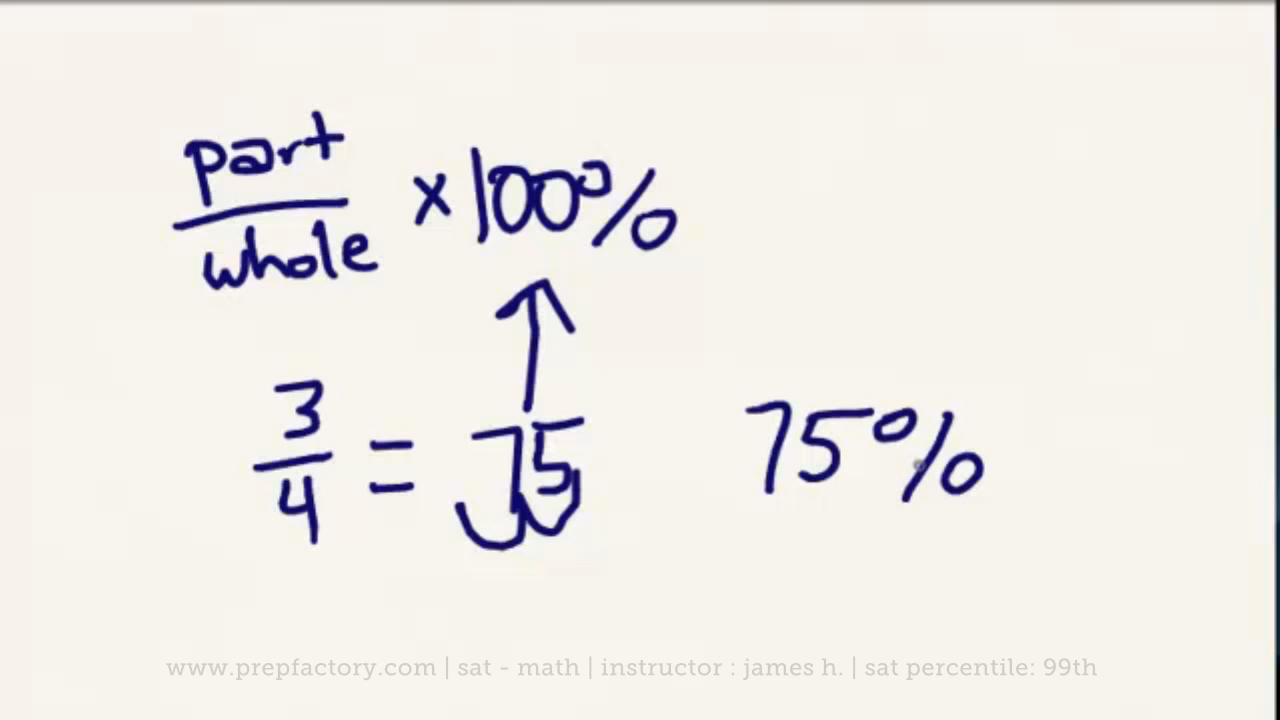 part
whole
× 100%
3
4
= 75
75%
www.prepfactory.com | sat - math | instructor : james h. | sat percentile: 99th